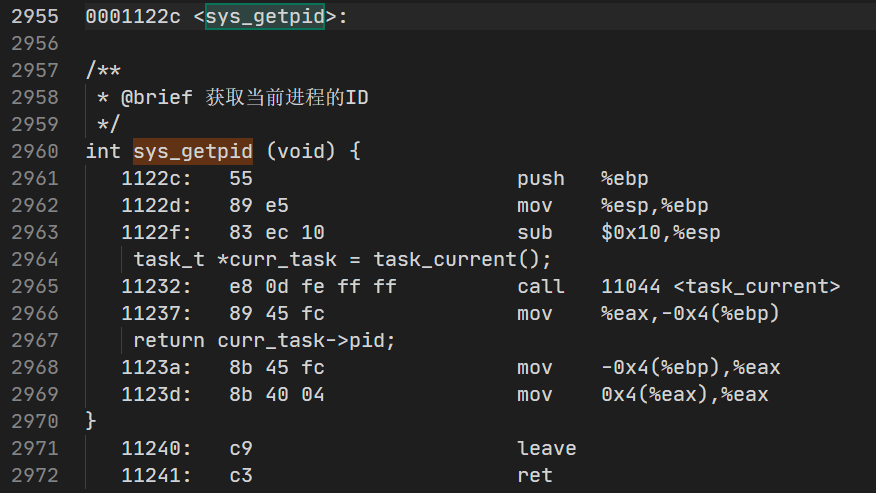 2955 0001122c <sys_getpid>:
2956
2957 /**
2958  * @brief 获取当前进程的ID
2959  */
2960 int sys_getpid (void) {
2961    1122c:   55                      push   %ebp
2962    1122d:   89 e5                   mov    %esp,%ebp
2963    1122f:   83 ec 10                sub    $0x10,%esp
2964     task_t *curr_task = task_current();
2965    11232:   e8 0d fe ff ff          call   11044 <task_current>
2966    11237:   89 45 fc                mov    %eax,-0x4(%ebp)
2967     return curr_task->pid;
2968    1123a:   8b 45 fc                mov    -0x4(%ebp),%eax
2969    1123d:   8b 40 04                mov    0x4(%eax),%eax
2970 }
2971    11240:   c9                      leave
2972    11241:   c3                      ret